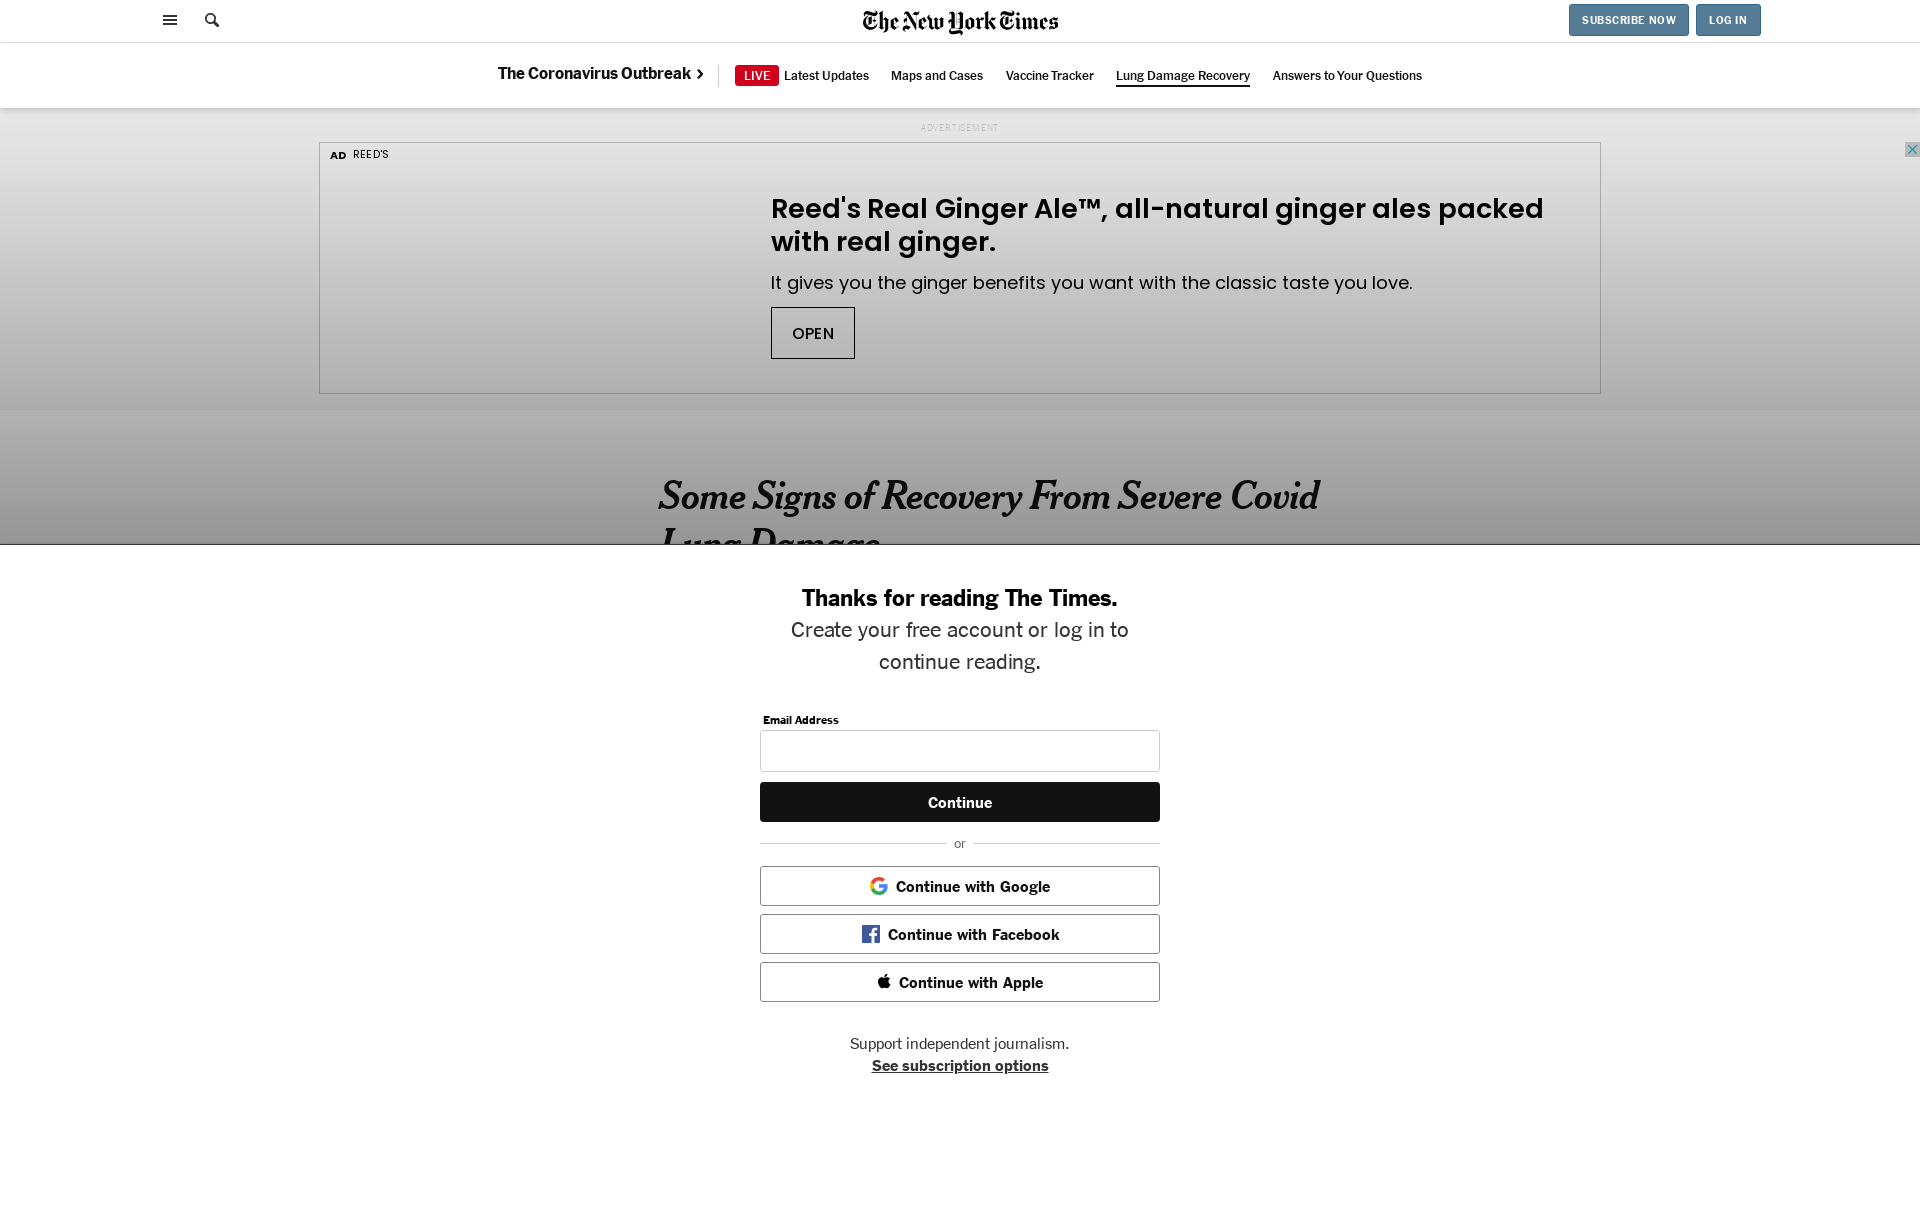 The New York Times
SUBSCRIBE NOW
LOG IN
The Coronavirus Outbreak
LIVE Latest Updates
Maps and Cases
Vaccine Tracker
Lung Damage Recovery
Answers to Your Questions
ADVERTISEMENT
AD REED'S
Reed's Real Ginger Ale™, all-natural ginger ales packed
with real ginger.
It gives you the ginger benefits you want with the classic taste you love.
OPEN
Some Signs of Recovery From Severe Covid
Lung Damage
Thanks for reading The Times.
Create your free account or log in to
continue reading.
Email Address
Continue
or
Continue with Google
Continue with Facebook
Continue with Apple
Support independent journalism.
See subscription options